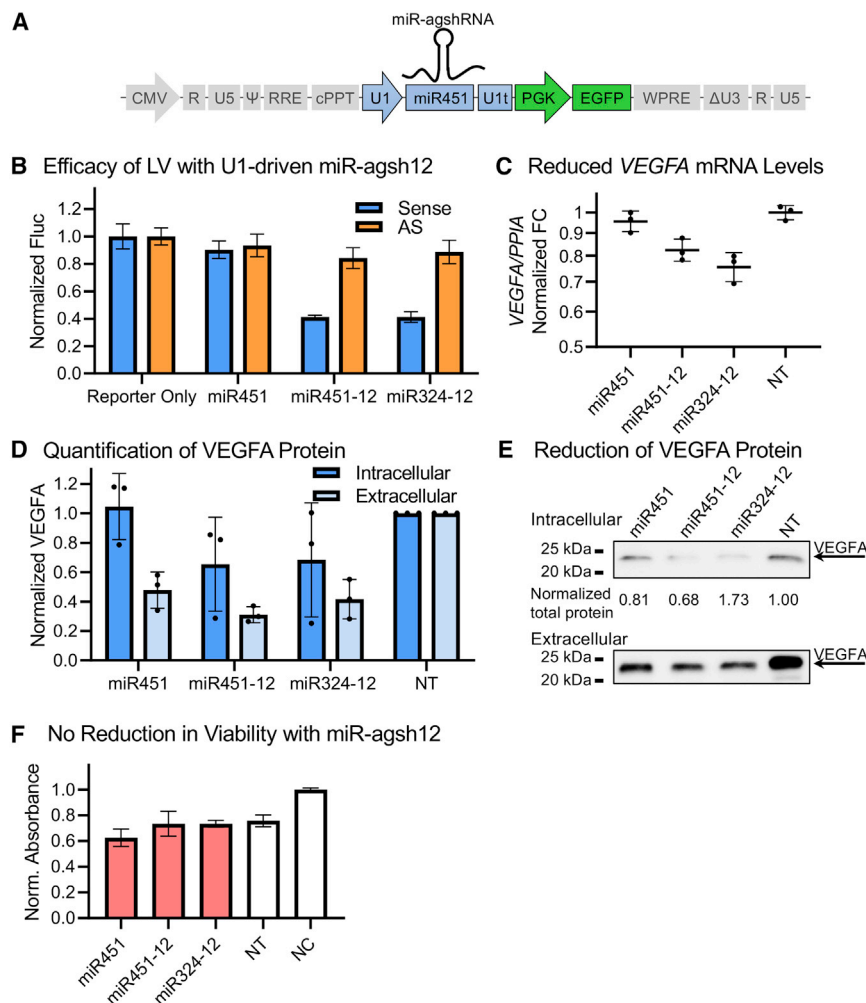 A
miR-agshRNA
CMV R U5 Ψ RRE cPPT U1 miR451 U1t PGK EGFP WPRE ΔU3 R U5
B Efficacy of LV with U1-driven miR-agsh12
Sense
AS
Normalized Fluc
1.2
1.0
0.8
0.6
0.4
0.2
0.0
Reporter Only miR451 miR451-12 miR324-12
C Reduced VEGFA mRNA Levels
VEGFA/PPIA
Normalized FC
1
0.9
0.8
0.7
0.6
0.5
miR451 miR451-12 miR324-12 NT
D Quantification of VEGFA Protein
Intracellular
Extracellular
Normalized VEGFA
1.2
1.0
0.8
0.6
0.4
0.2
0.0
miR451 miR451-12 miR324-12 NT
E Reduction of VEGFA Protein
miR451 miR451-12 miR324-12 NT
Intracellular
25 kDa
20 kDa
VEGFA
Normalized
total protein
0.81 0.68 1.73 1.00
Extracellular
25 kDa
20 kDa
VEGFA
F No Reduction in Viability with miR-agsh12
Norm. Absorbance
1.0
0.8
0.6
0.4
0.2
0.0
miR451 miR451-12 miR324-12 NT NC